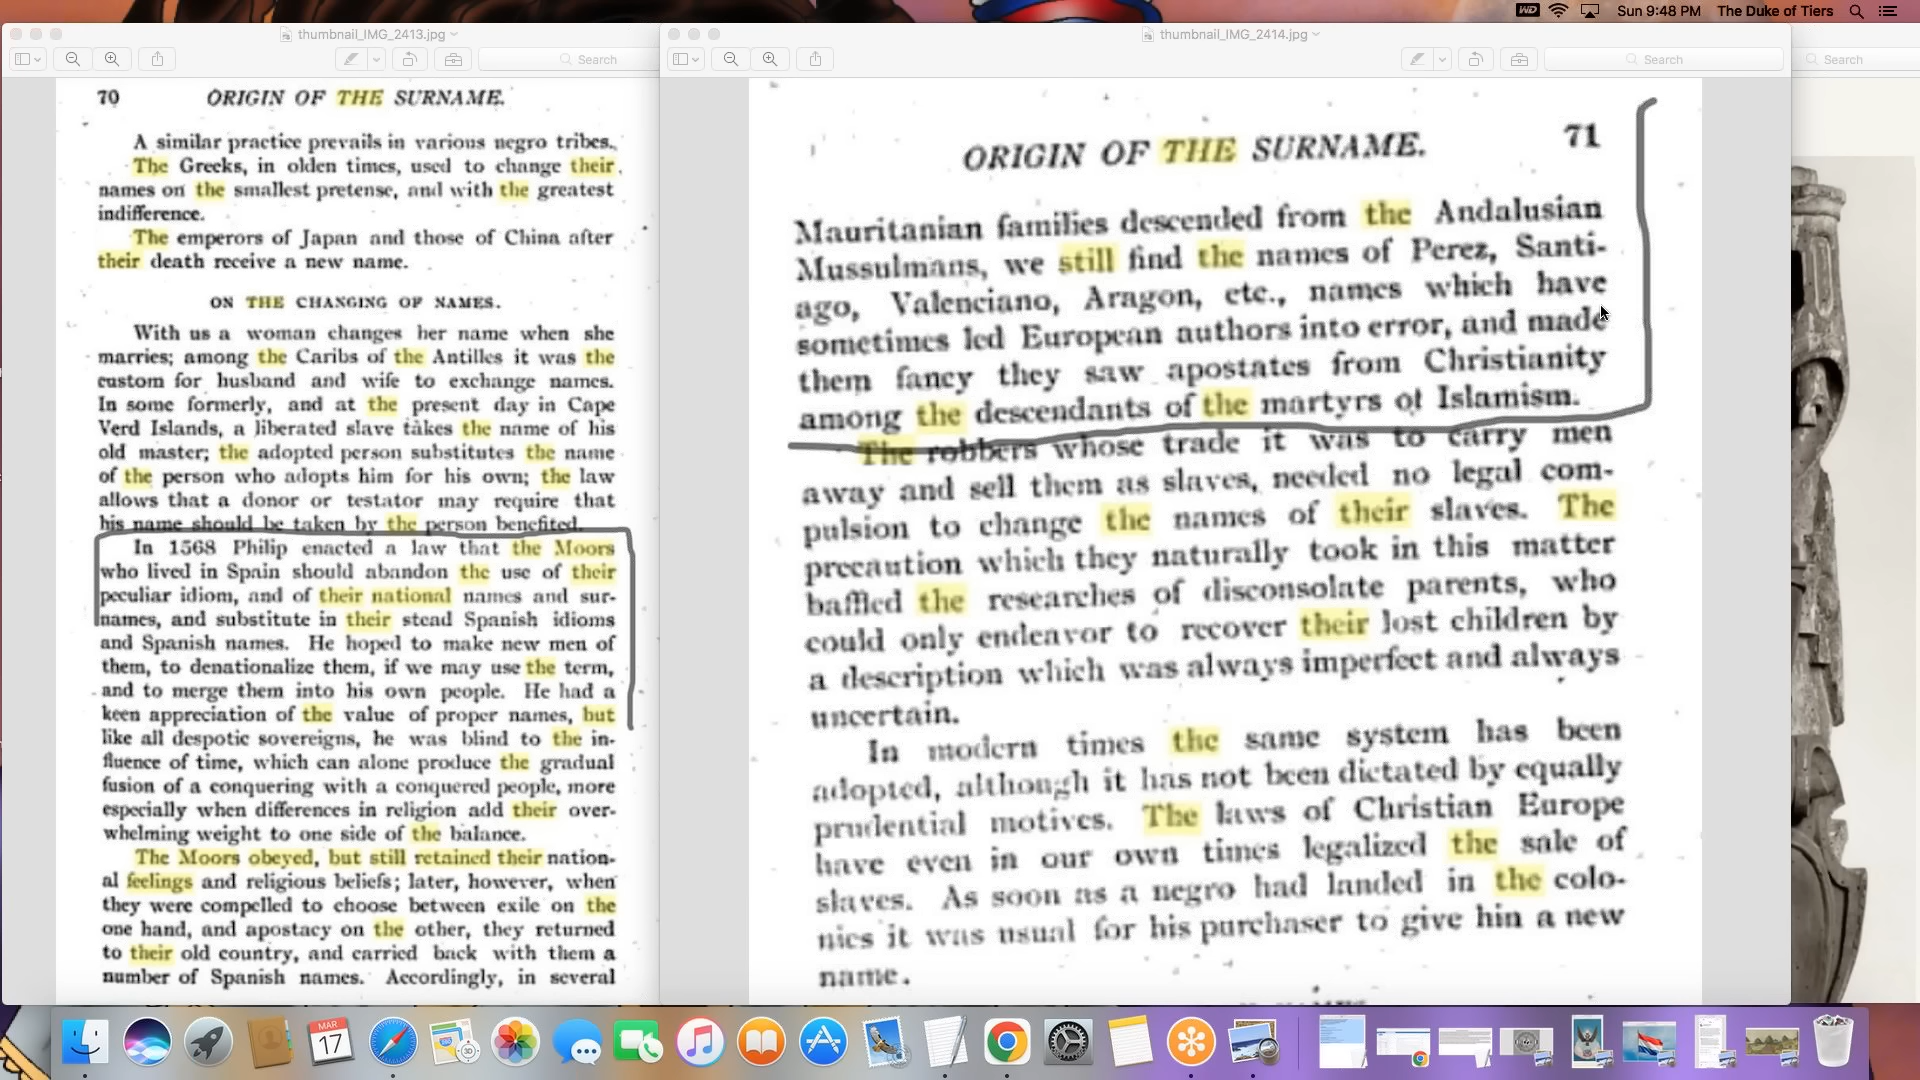 WD
Sun 9:48 PM
The Duke of Tiers
thumbnail_IMG_2413.jpg
Search
70 ORIGIN OF THE SURNAME.
A similar practice prevails in various negro tribes.
The Greeks, in olden times, used to change their
names on the smallest pretense, and with the greatest
indifference.
The emperors of Japan and those of China after
their death receive a new name.
ON THE CHANGING OF NAMES.
With us a woman changes her name when she
marries; among the Caribs of the Antilles it was the
custom for husband and wife to exchange names.
In some formerly, and at the present day in Cape
Verd Islands, a liberated slave takes the name of his
old master; the adopted person substitutes the name
of the person who adopts him for his own; the law
allows that a donor or testator may require that
his name should be taken by the person benefited.
In 1568 Philip enacted a law that the Moors
who lived in Spain should abandon the use of their
peculiar idiom, and of their national names and sur-
names, and substitute in their stead Spanish idioms
and Spanish names. He hoped to make new men of
them, to denationalize them, if we may use the term,
and to merge them into his own people. He had a
keen appreciation of the value of proper names, but
like all despotic sovereigns, he was blind to the in-
fluence of time, which can alone produce the gradual
fusion of a conquering with a conquered people, more
especially when differences in religion add their over-
whelming weight to one side of the balance.
The Moors obeyed, but still retained their nation-
al feelings and religious beliefs; later, however, when
they were compelled to choose between exile on the
one hand, and apostacy on the other, they returned
to their old country, and carried back with them a
number of Spanish names. Accordingly, in several
thumbnail_IMG_2414.jpg
Search
ORIGIN OF THE SURNAME. 71
Mauritanian families descended from the Andalusian
Mussulmans, we still find the names of Perez, Santi-
ago, Valenciano, Aragon, etc., names which have
sometimes led European authors into error, and made
them fancy they saw apostates from Christianity
among the descendants of the martyrs of Islamism.
The robbers whose trade it was to carry men
away and sell them as slaves, needed no legal com-
pulsion to change the names of their slaves. The
precaution which they naturally took in this matter
baffled the researches of disconsolate parents, who
could only endeavor to recover their lost children by
a description which was always imperfect and always
uncertain.
In modern times the same system has been
adopted, although it has not been dictated by equally
prudential motives. The laws of Christian Europe
have even in our own times legalized the sale of
slaves. As soon as a negro had landed in the colo-
nies it was usual for his purchaser to give hin a new
name.
Search
MAR
17
3D